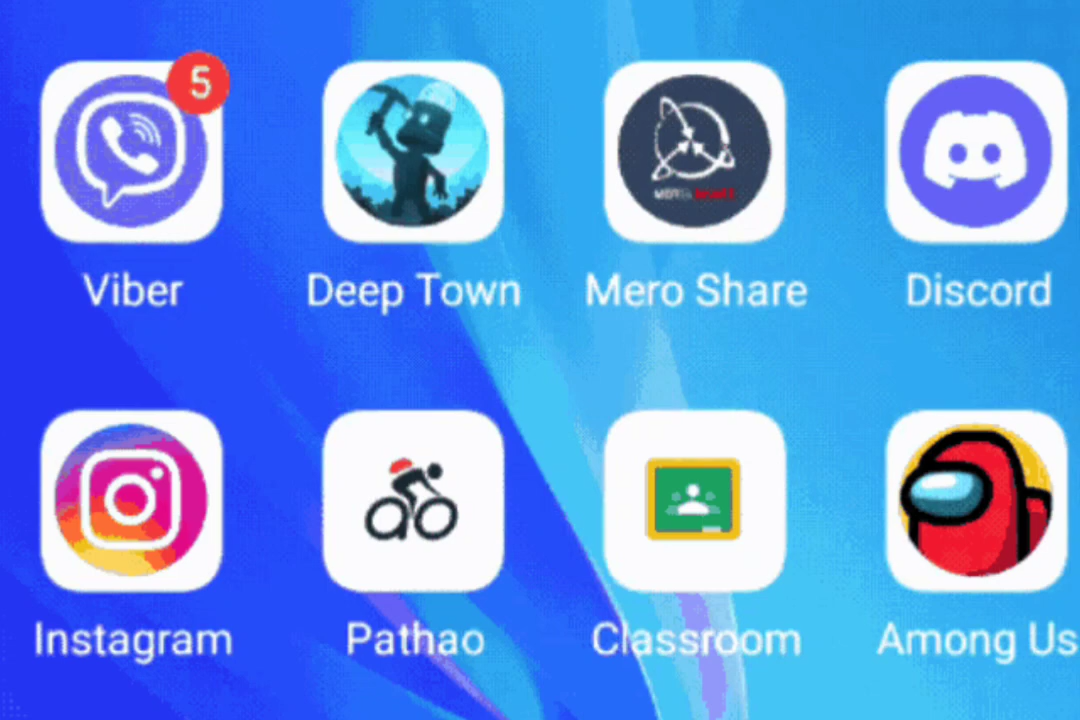 5
Viber
Deep Town
Mero Share
Discord
Instagram
Pathao
Classroom
Among Us